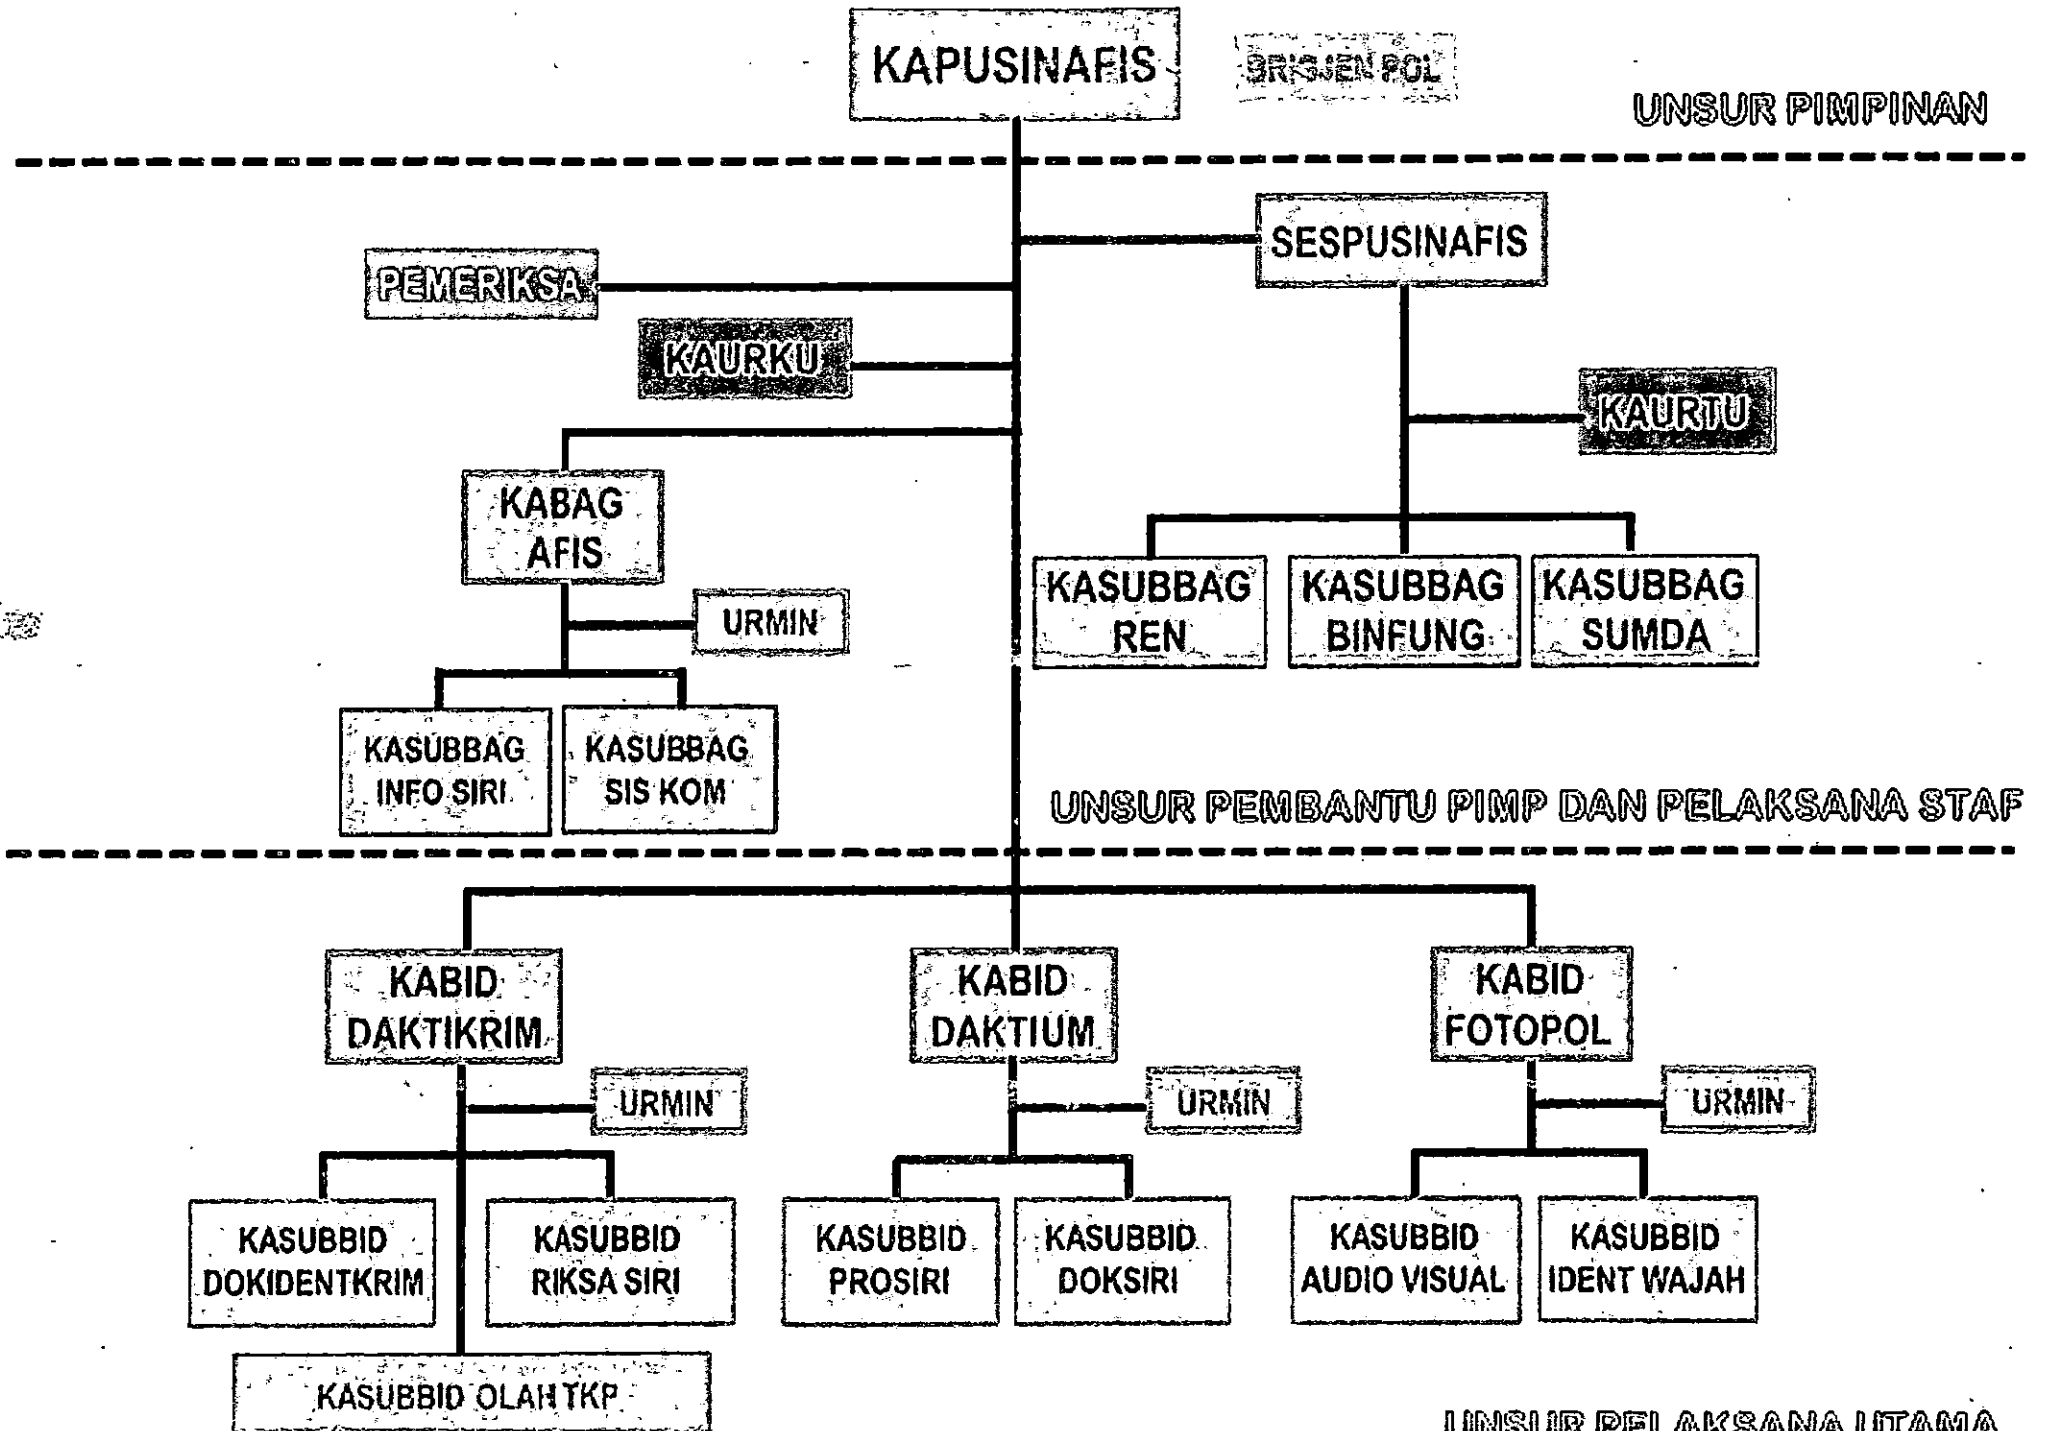 KAPUSINAFIS
BRIGJEN POL
UNSUR PIMPINAN
SESPUSINAFIS
PEMERIKSA
KAURKU
KAURTU
KABAG
AFIS
URMIN
KASUBBAG
REN
KASUBBAG
BINFUNG
KASUBBAG
SUMDA
KASUBBAG
INFO SIRI
KASUBBAG
SIS KOM
UNSUR PEMBANTU PIMP DAN PELAKSANA STAF
KABID
DAKTIKRIM
KABID
DAKTIUM
KABID
FOTOPOL
URMIN
URMIN
URMIN
KASUBBID
DOKIDENTKRIM
KASUBBID
RIKSA SIRI
KASUBBID
PROSIRI
KASUBBID
DOKSIRI
KASUBBID
AUDIO VISUAL
KASUBBID
IDENT WAJAH
KASUBBID OLAH TKP
UNSUR PELAKSANA UTAMA